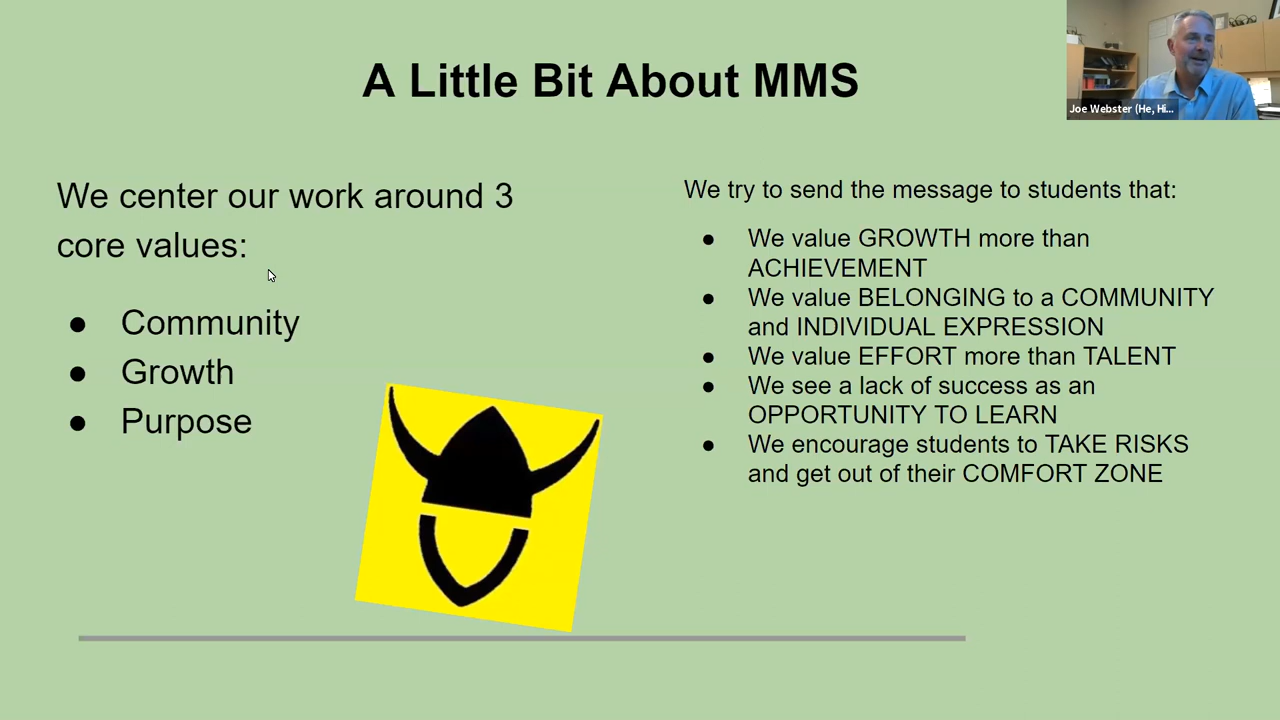 A Little Bit About MMS
Joe Webster (He, Hi...
We center our work around 3
core values:
● Community
● Growth
● Purpose
We try to send the message to students that:
● We value GROWTH more than
ACHIEVEMENT
● We value BELONGING to a COMMUNITY
and INDIVIDUAL EXPRESSION
● We value EFFORT more than TALENT
● We see a lack of success as an
OPPORTUNITY TO LEARN
● We encourage students to TAKE RISKS
and get out of their COMFORT ZONE